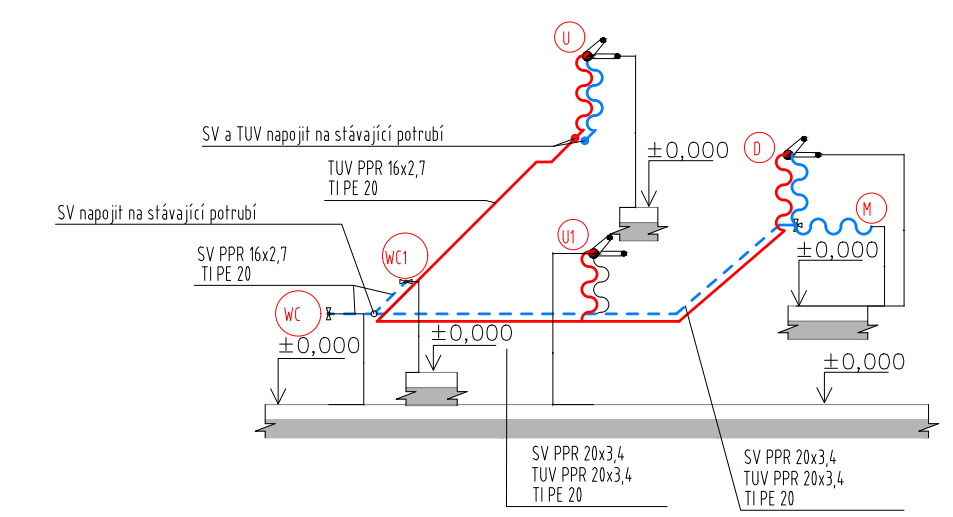 U
SV a TUV napojit na stávající potrubí
±0,000
D
TUV PPR 16x2,7
TI PE 20
SV napojit na stávající potrubí
M
U1
SV PPR 16x2,7
TI PE 20
WC1
±0,000
WC
±0,000
±0,000
±0,000
SV PPR 20x3,4
TUV PPR 20x3,4
TI PE 20
SV PPR 20x3,4
TUV PPR 20x3,4
TI PE 20